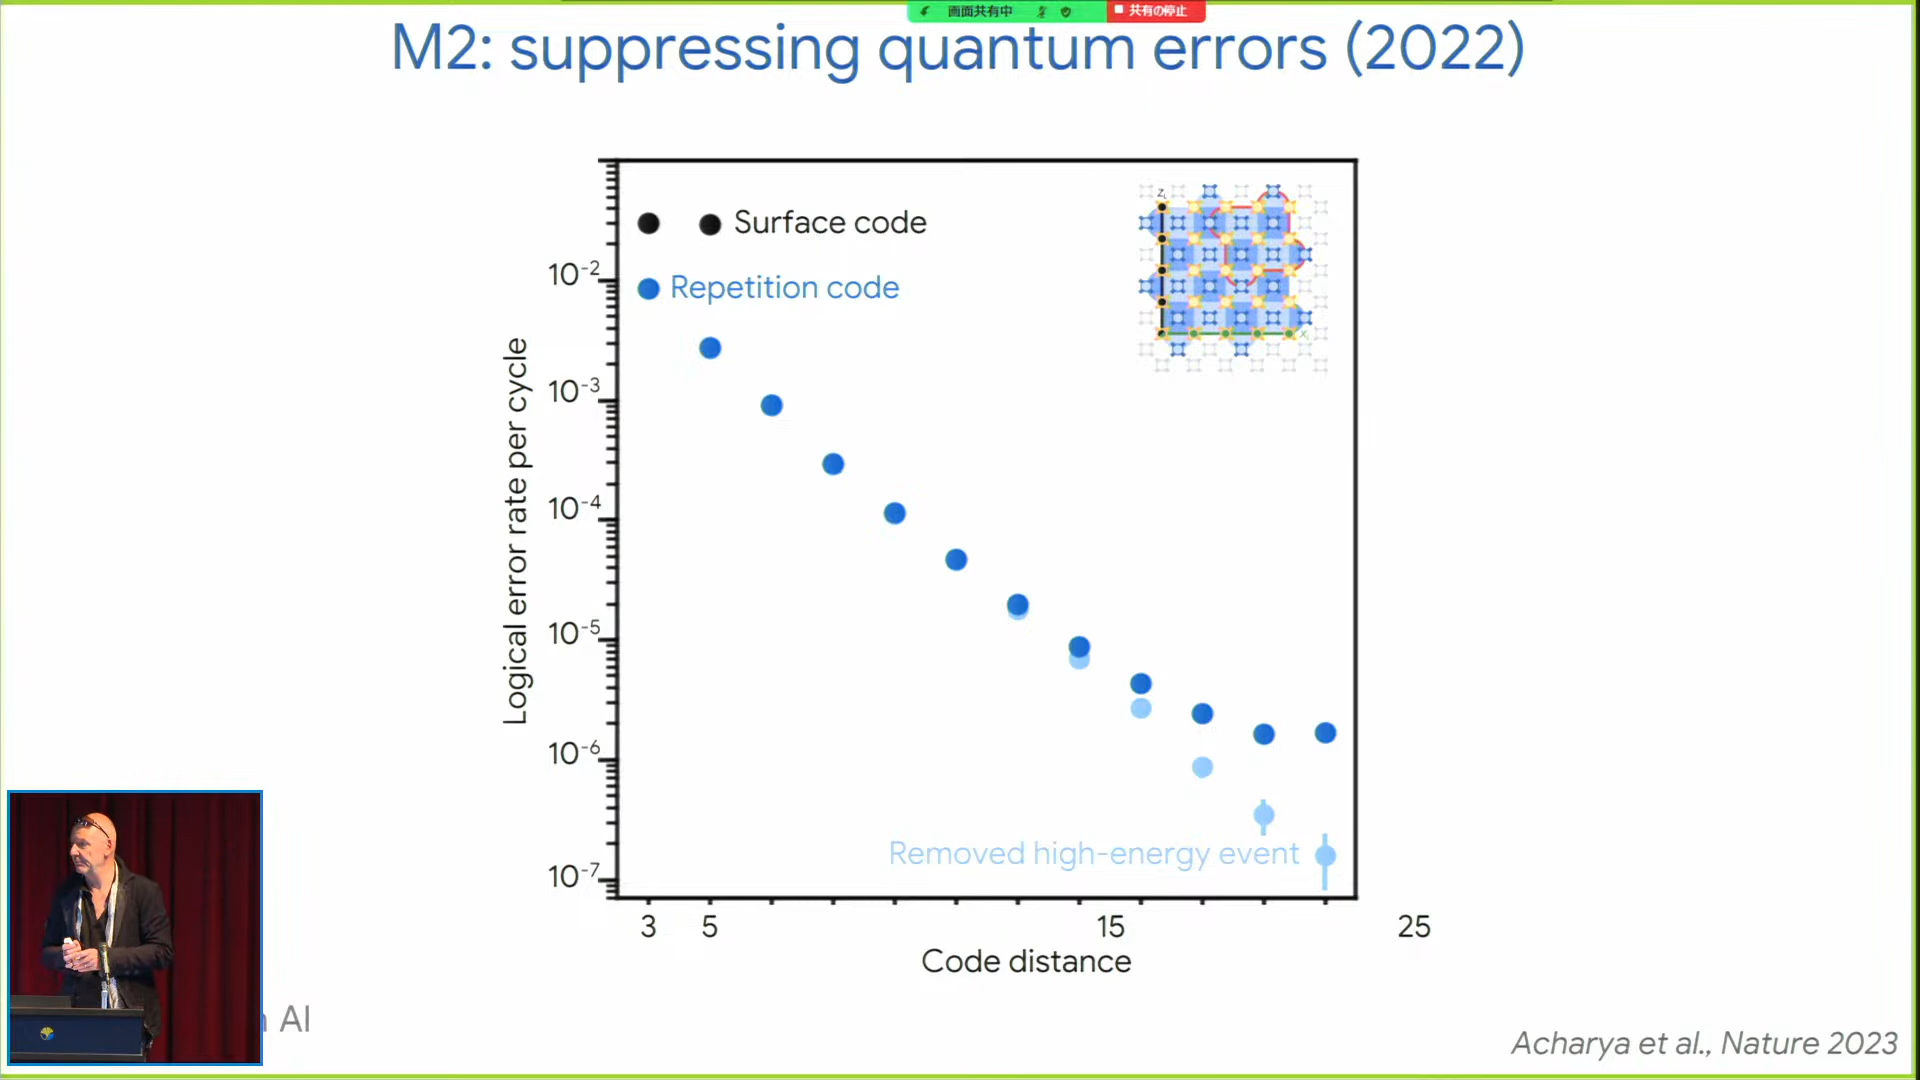 画面共有中
共有の停止
M2: suppressing quantum errors (2022)
Surface code
Repetition code
Logical error rate per cycle
10⁻²
10⁻³
10⁻⁴
10⁻⁵
10⁻⁶
10⁻⁷
Removed high-energy event
3 5 15 25
Code distance
AI
Acharya et al., Nature 2023